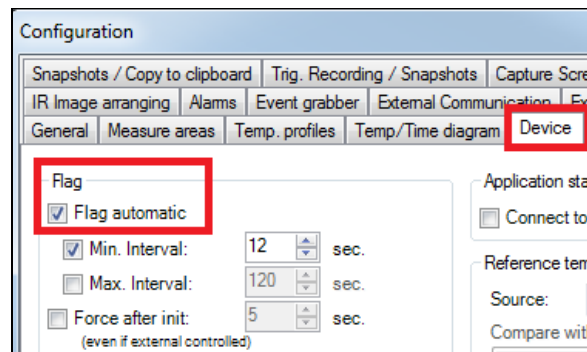 Configuration
Snapshots / Copy to clipboard Trig. Recording / Snapshots Capture Scre
IR Image arranging Alarms Event grabber External Communication Ex
General Measure areas Temp. profiles Temp/Time diagram Device
Flag
Flag automatic
Min. Interval: 12 sec.
Max. Interval: 120 sec.
Force after init: 5 sec.
(even if external controlled)
Application sta
Connect to
Reference tem
Source:
Compare with